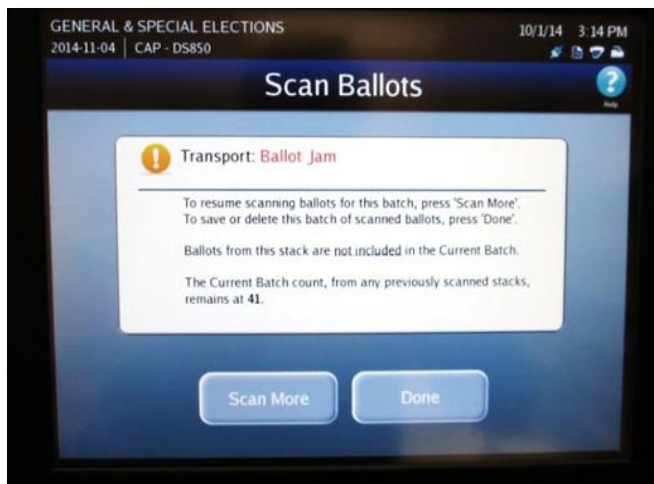 GENERAL & SPECIAL ELECTIONS
10/1/14 3:14 PM
2014-11-04 | CAP - DS850
Scan Ballots
Help
Transport: Ballot Jam
To resume scanning ballots for this batch, press 'Scan More'.
To save or delete this batch of scanned ballots, press 'Done'.
Ballots from this stack are not included in the Current Batch.
The Current Batch count, from any previously scanned stacks,
remains at 41.
Scan More
Done